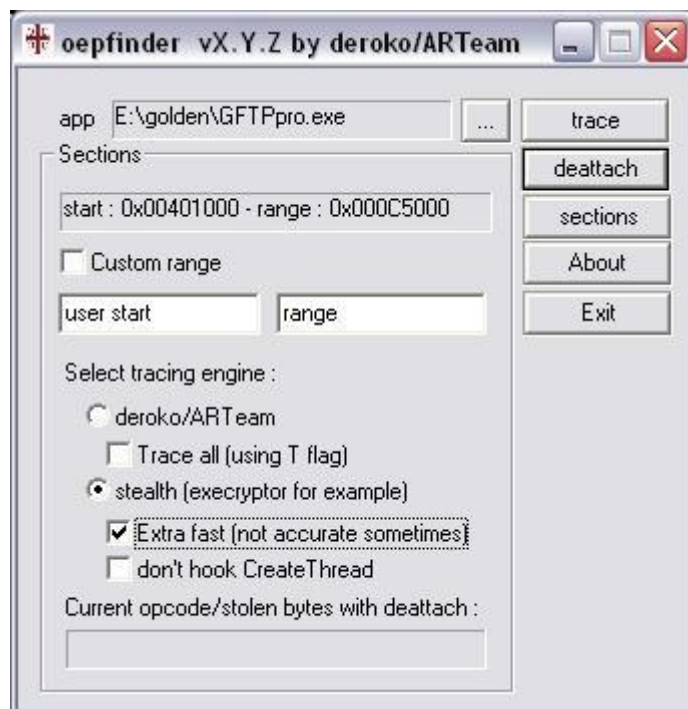 oepfinder vX.Y.Z by deroko/ARTeam
app E:\golden\GFTPpro.exe ... trace
Sections deattach
start : 0x00401000 - range : 0x000C5000 sections
Custom range About
user start range Exit
Select tracing engine :
deroko/ARTeam
Trace all (using T flag)
stealth (execryptor for example)
Extra fast (not accurate sometimes)
don't hook CreateThread
Current opcode/stolen bytes with deattach :